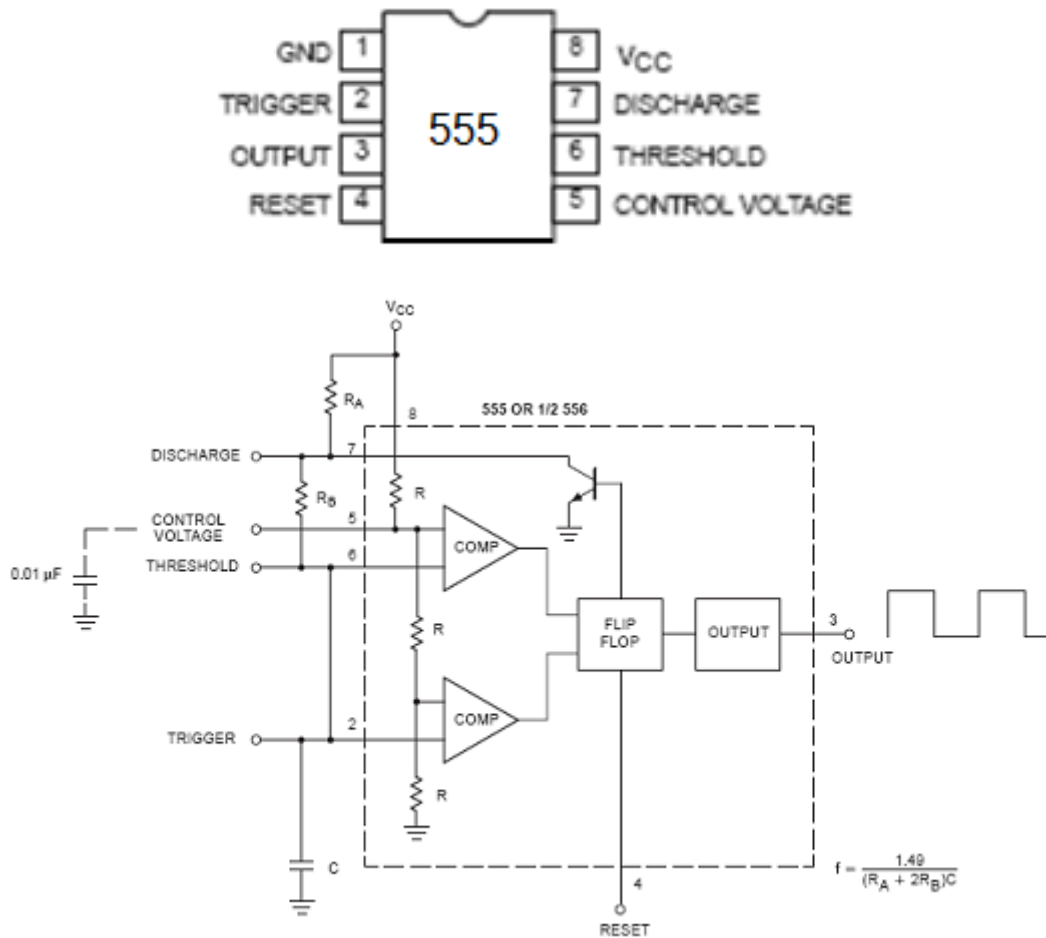 GND 1
8 VCC
TRIGGER 2
7 DISCHARGE
555
OUTPUT 3
6 THRESHOLD
RESET 4
5 CONTROL VOLTAGE
VCC
RA
8
555 OR 1/2 556
DISCHARGE
7
RB
R
CONTROL
VOLTAGE
5
COMP
THRESHOLD
6
0.01 µF
R
FLIP
FLOP
OUTPUT
3
OUTPUT
COMP
TRIGGER
2
R
C
4
f = 1.49
(RA + 2RB)C
RESET